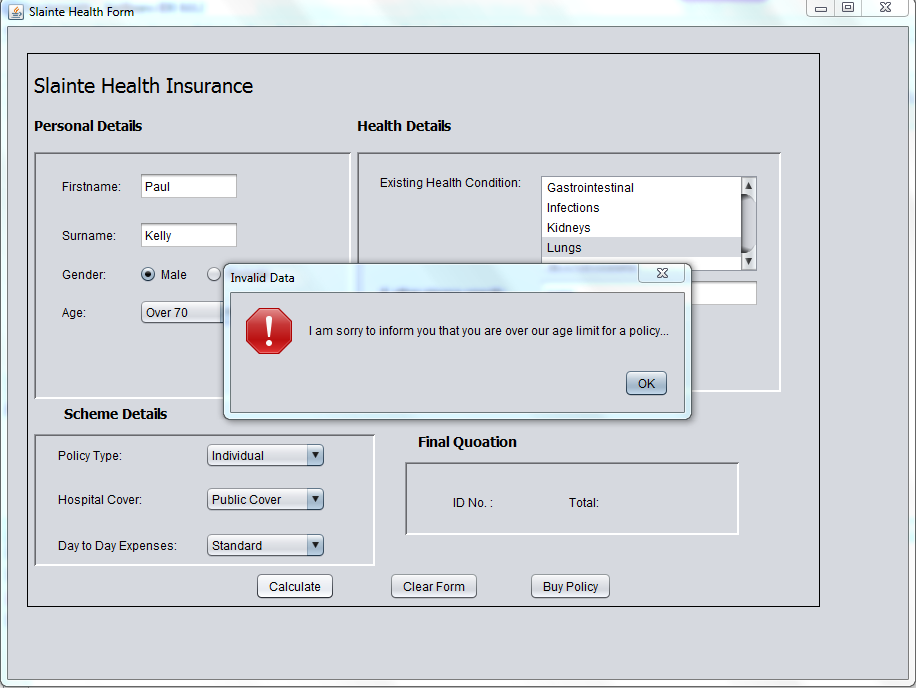 Slainte Health Form
Slainte Health Insurance
Personal Details
Health Details
Firstname:
Paul
Existing Health Condition:
Gastrointestinal
Infections
Kidneys
Lungs
Surname:
Kelly
Gender:
Male
Age:
Over 70
Invalid Data
I am sorry to inform you that you are over our age limit for a policy...
OK
Scheme Details
Policy Type:
Individual
Hospital Cover:
Public Cover
Day to Day Expenses:
Standard
Final Quoation
ID No. :
Total:
Calculate
Clear Form
Buy Policy